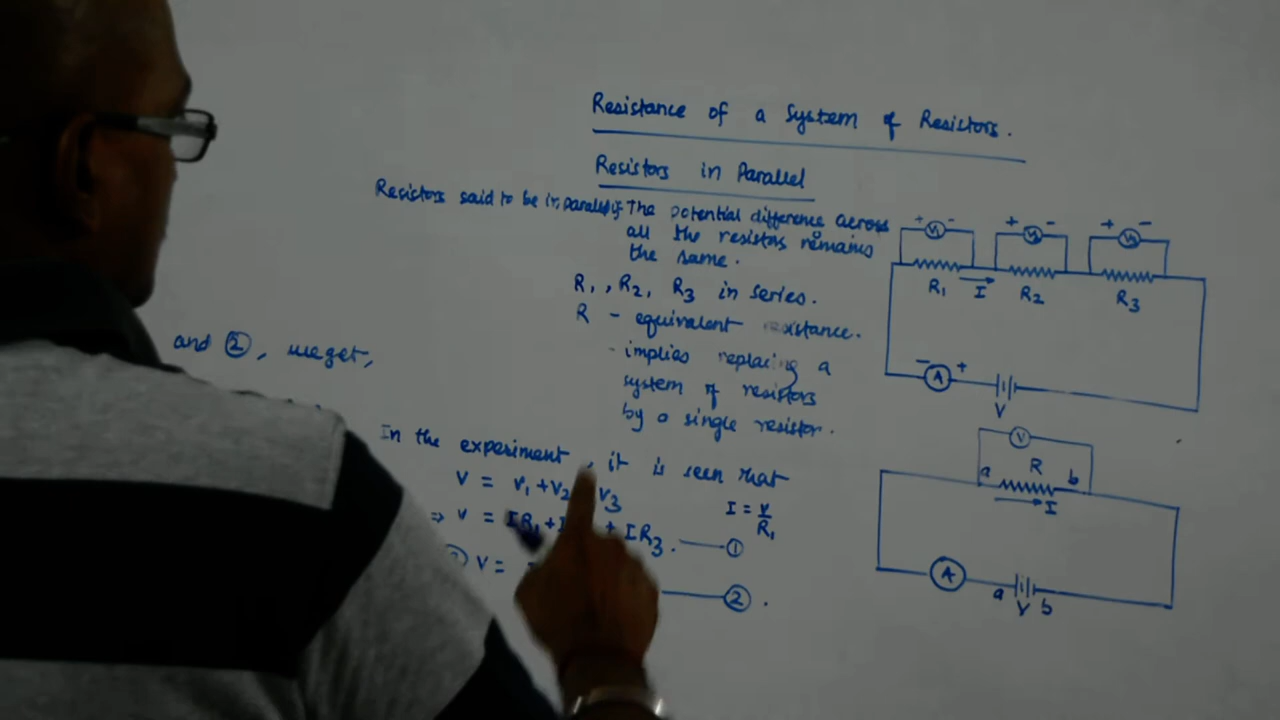 Resistance of a System of Resistors.
Resistors in Parallel
Resistors said to be in parallel if The potential difference across
all the resistors remains
the same.
R1, R2, R3 in series.
R - equivalent resistance.
- implies replacing a
system of resistors
by a single resistor.
and ②, we get,
In the experiment, it is seen that
V = V1 + V2 V3
I = V/R1
⇒ V = IR1 + I + IR3. — ①
V =
— ②.
+ V - + V - + V -
R1 I R2 R3
- A +
V
V
a R b
I
A
a V b